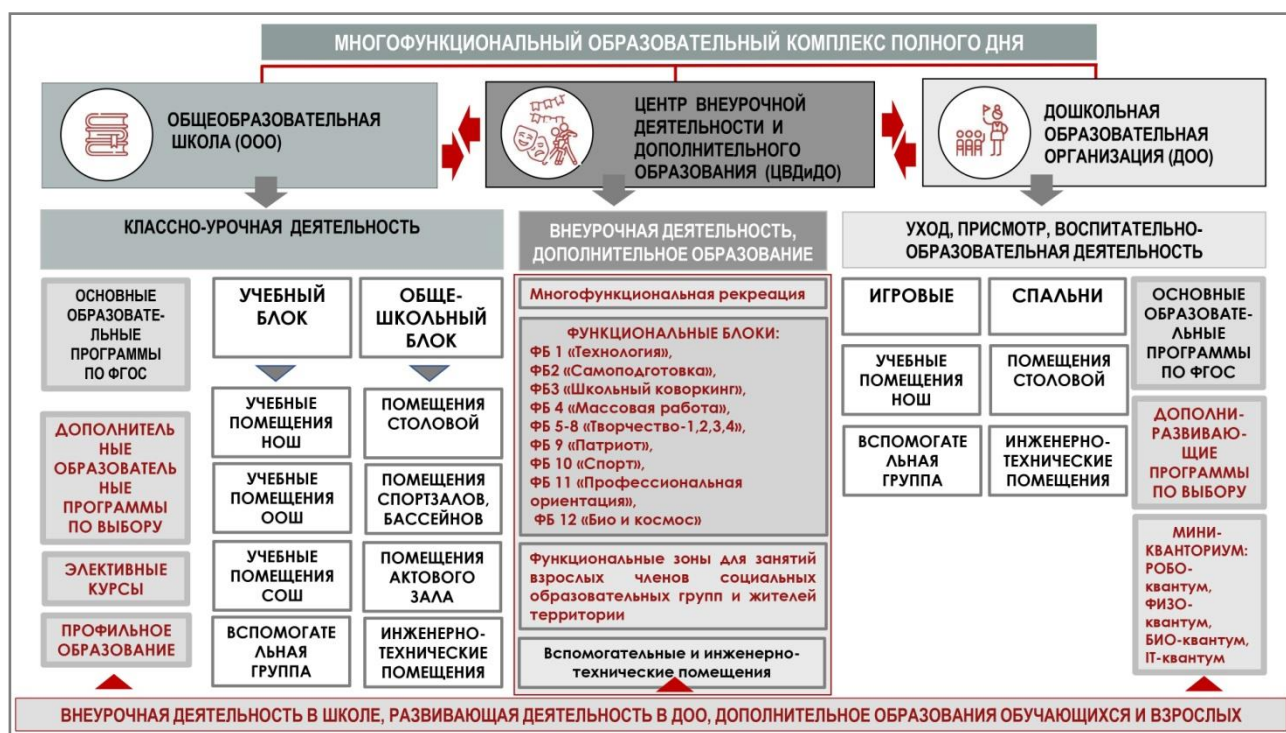 МНОГОФУНКЦИОНАЛЬНЫЙ ОБРАЗОВАТЕЛЬНЫЙ КОМПЛЕКС ПОЛНОГО ДНЯ
ОБЩЕОБРАЗОВАТЕЛЬНАЯ
ШКОЛА (ООО)
ЦЕНТР ВНЕУРОЧНОЙ
ДЕЯТЕЛЬНОСТИ И
ДОПОЛНИТЕЛЬНОГО
ОБРАЗОВАНИЯ (ЦВДиДО)
ДОШКОЛЬНАЯ
ОБРАЗОВАТЕЛЬНАЯ
ОРГАНИЗАЦИЯ (ДОО)
КЛАССНО-УРОЧНАЯ ДЕЯТЕЛЬНОСТЬ
ОСНОВНЫЕ
ОБРАЗОВАТЕ-
ЛЬНЫЕ
ПРОГРАММЫ
ПО ФГОС
ДОПОЛНИТЕЛЬ
НЫЕ
ОБРАЗОВАТЕЛЬ
НЫЕ
ПРОГРАММЫ
ПО ВЫБОРУ
ЭЛЕКТИВНЫЕ
КУРСЫ
ПРОФИЛЬНОЕ
ОБРАЗОВАНИЕ
УЧЕБНЫЙ
БЛОК
УЧЕБНЫЕ
ПОМЕЩЕНИЯ
НОШ
УЧЕБНЫЕ
ПОМЕЩЕНИЯ
ООШ
УЧЕБНЫЕ
ПОМЕЩЕНИЯ
СОШ
ВСПОМОГАТЕ
ЛЬНАЯ
ГРУППА
ОБЩЕ-
ШКОЛЬНЫЙ
БЛОК
ПОМЕЩЕНИЯ
СТОЛОВОЙ
ПОМЕЩЕНИЯ
СПОРТЗАЛОВ,
БАССЕЙНОВ
ПОМЕЩЕНИЯ
АКТОВОГО
ЗАЛА
ИНЖЕНЕРНО-
ТЕХНИЧЕСКИЕ
ПОМЕЩЕНИЯ
ВНЕУРОЧНАЯ ДЕЯТЕЛЬНОСТЬ,
ДОПОЛНИТЕЛЬНОЕ ОБРАЗОВАНИЕ
Многофункциональная рекреация
ФУНКЦИОНАЛЬНЫЕ БЛОКИ:
ФБ 1 «Технология»,
ФБ2 «Самоподготовка»,
ФБ3 «Школьный коворкинг»,
ФБ 4 «Массовая работа»,
ФБ 5-8 «Творчество-1,2,3,4»,
ФБ 9 «Патриот»,
ФБ 10 «Спорт»,
ФБ 11 «Профессиональная
ориентация»,
ФБ 12 «Био и космос»
Функциональные зоны для занятий
взрослых членов социальных
образовательных групп и жителей
территории
Вспомогательные и инженерно-
технические помещения
УХОД, ПРИСМОТР, ВОСПИТАТЕЛЬНО-
ОБРАЗОВАТЕЛЬНАЯ ДЕЯТЕЛЬНОСТЬ
ИГРОВЫЕ
УЧЕБНЫЕ
ПОМЕЩЕНИЯ
НОШ
ВСПОМОГАТЕ
ЛЬНАЯ ГРУППА
СПАЛЬНИ
ПОМЕЩЕНИЯ
СТОЛОВОЙ
ИНЖЕНЕРНО-
ТЕХНИЧЕСКИЕ
ПОМЕЩЕНИЯ
ОСНОВНЫЕ
ОБРАЗОВАТЕ-
ЛЬНЫЕ
ПРОГРАММЫ
ПО ФГОС
ДОПОЛНИ-
РАЗВИВАЮ-
ЩИЕ
ПРОГРАММЫ
ПО ВЫБОРУ
МИНИ-
КВАНТОРИУМ:
РОБО-
квантум,
ФИЗО-
квантум,
БИО-квантум,
IT-квантум
ВНЕУРОЧНАЯ ДЕЯТЕЛЬНОСТЬ В ШКОЛЕ, РАЗВИВАЮЩАЯ ДЕЯТЕЛЬНОСТЬ В ДОО, ДОПОЛНИТЕЛЬНОЕ ОБРАЗОВАНИЯ ОБУЧАЮЩИХСЯ И ВЗРОСЛЫХ